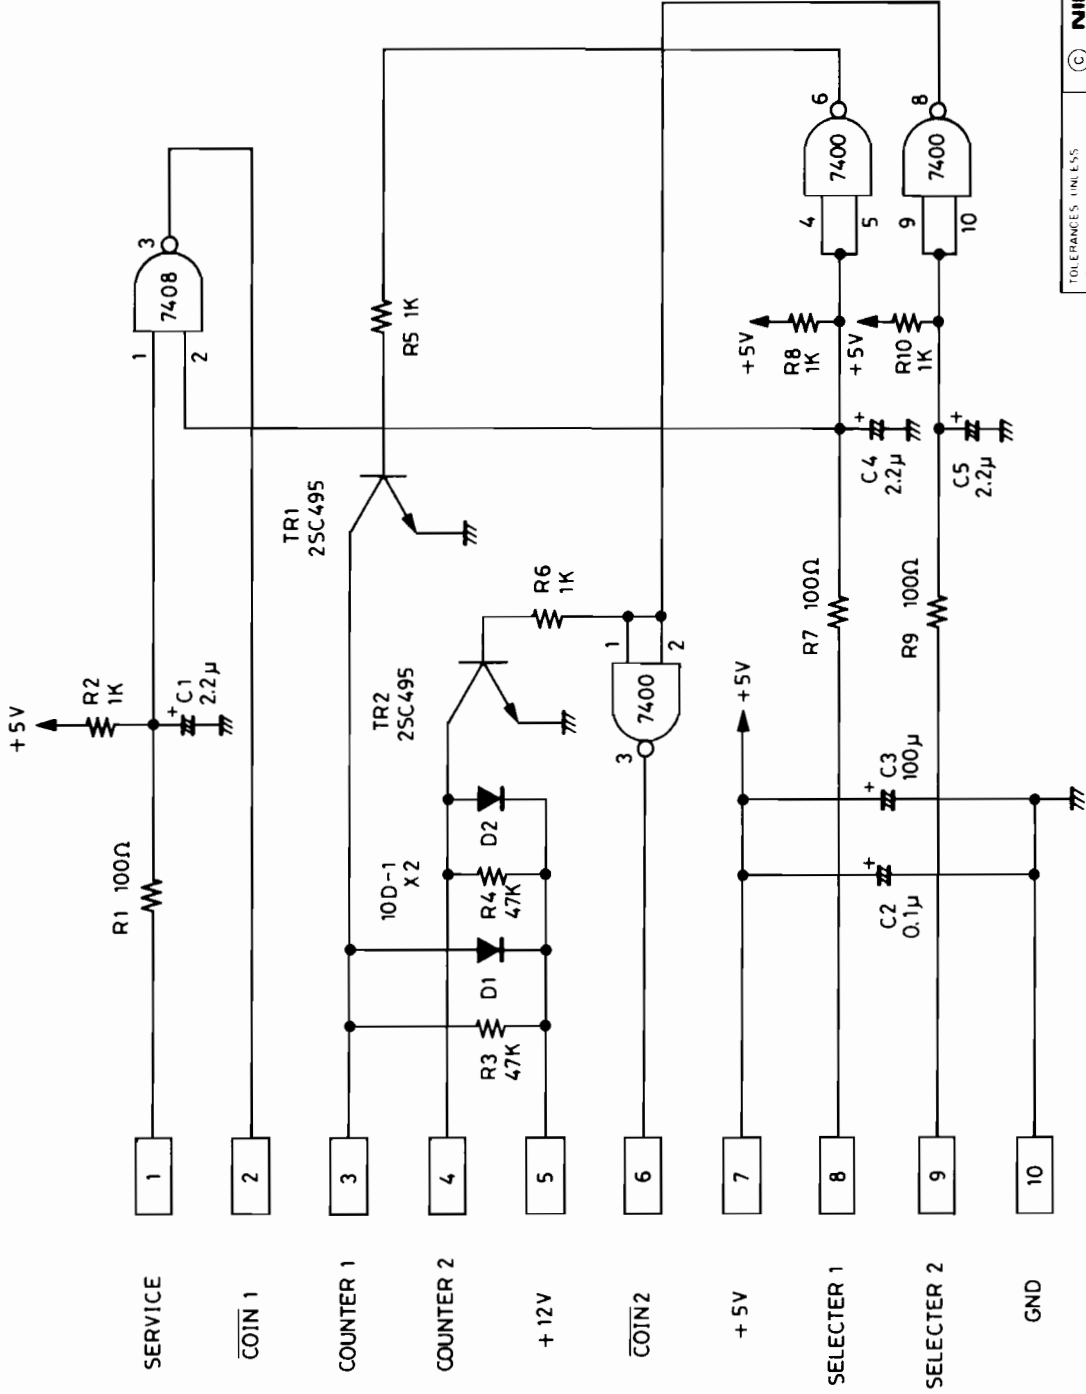 SERVICE
COIN 1
COUNTER 1
COUNTER 2
+12V
COIN2
+5V
SELECTER 1
SELECTER 2
GND
1
2
3
4
5
6
7
8
9
10
R1 100Ω
+5V
R2
1K
+
C1
2.2µ
1
2
7408
3
R3
47K
D1
R4
47K
D2
10D-1
X2
TR1
2SC495
R5 1K
TR2
2SC495
R6
1K
1
2
7400
3
+5V
C2
0.1µ
+
C3
100µ
+
R7 100Ω
R9 100Ω
C4
2.2µ
+
C5
2.2µ
+
+5V
R8
1K
+5V
R10
1K
4
5
7400
6
9
10
7400
8
TOLERANCES UNLESS
©